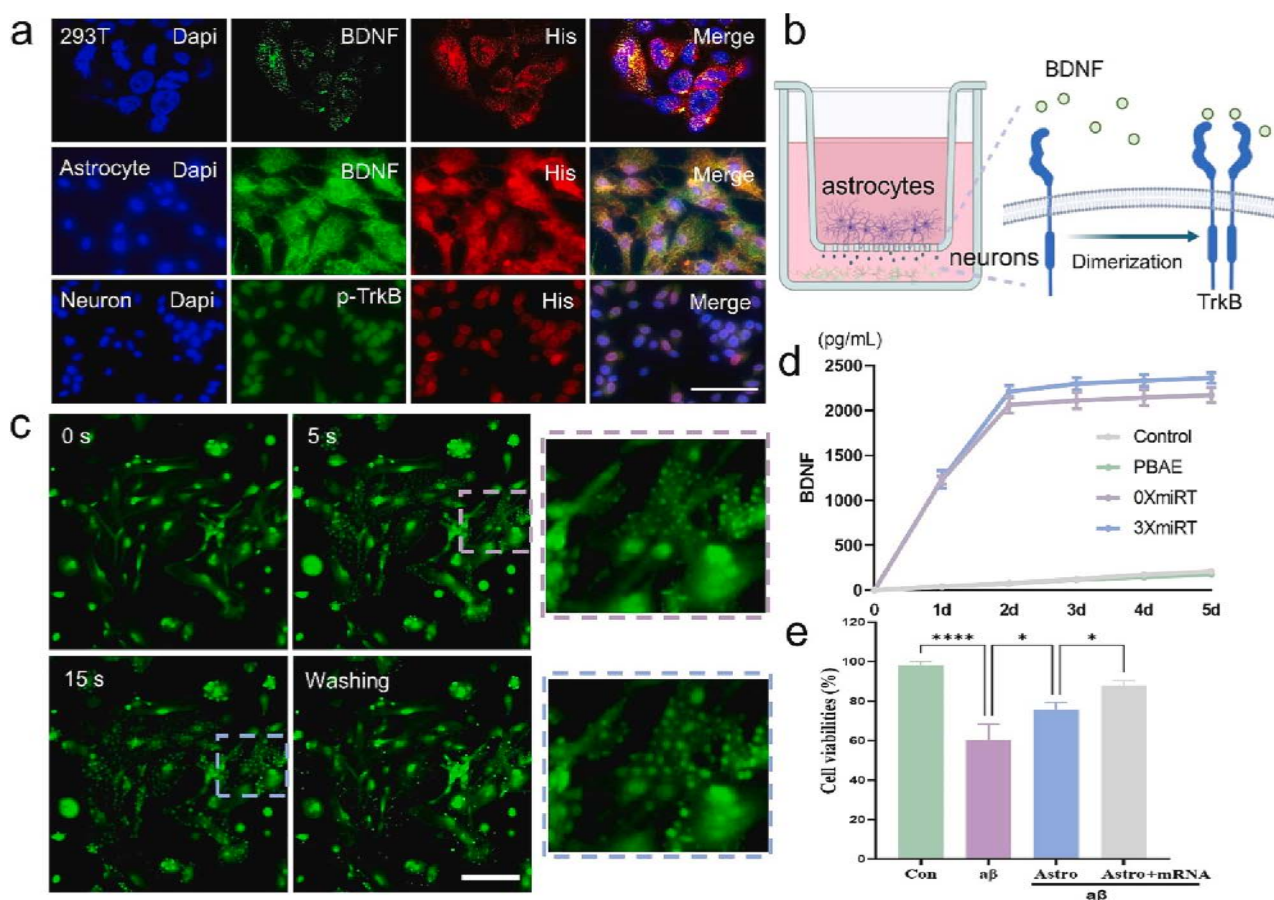 a
293T Dapi BDNF His Merge
Astrocyte Dapi BDNF His Merge
Neuron Dapi p-TrkB His Merge
b
BDNF
astrocytes
neurons
Dimerization
TrkB
c
0 s
5 s
15 s
Washing
d
(pg/mL)
BDNF
2500
2000
1500
1000
500
250
0
0 1d 2d 3d 4d 5d
Control
PBAE
0XmiRT
3XmiRT
e
Cell viabilities (%)
120
100
80
60
40
20
0
**** * *
Con aβ Astro Astro+mRNA
aβ